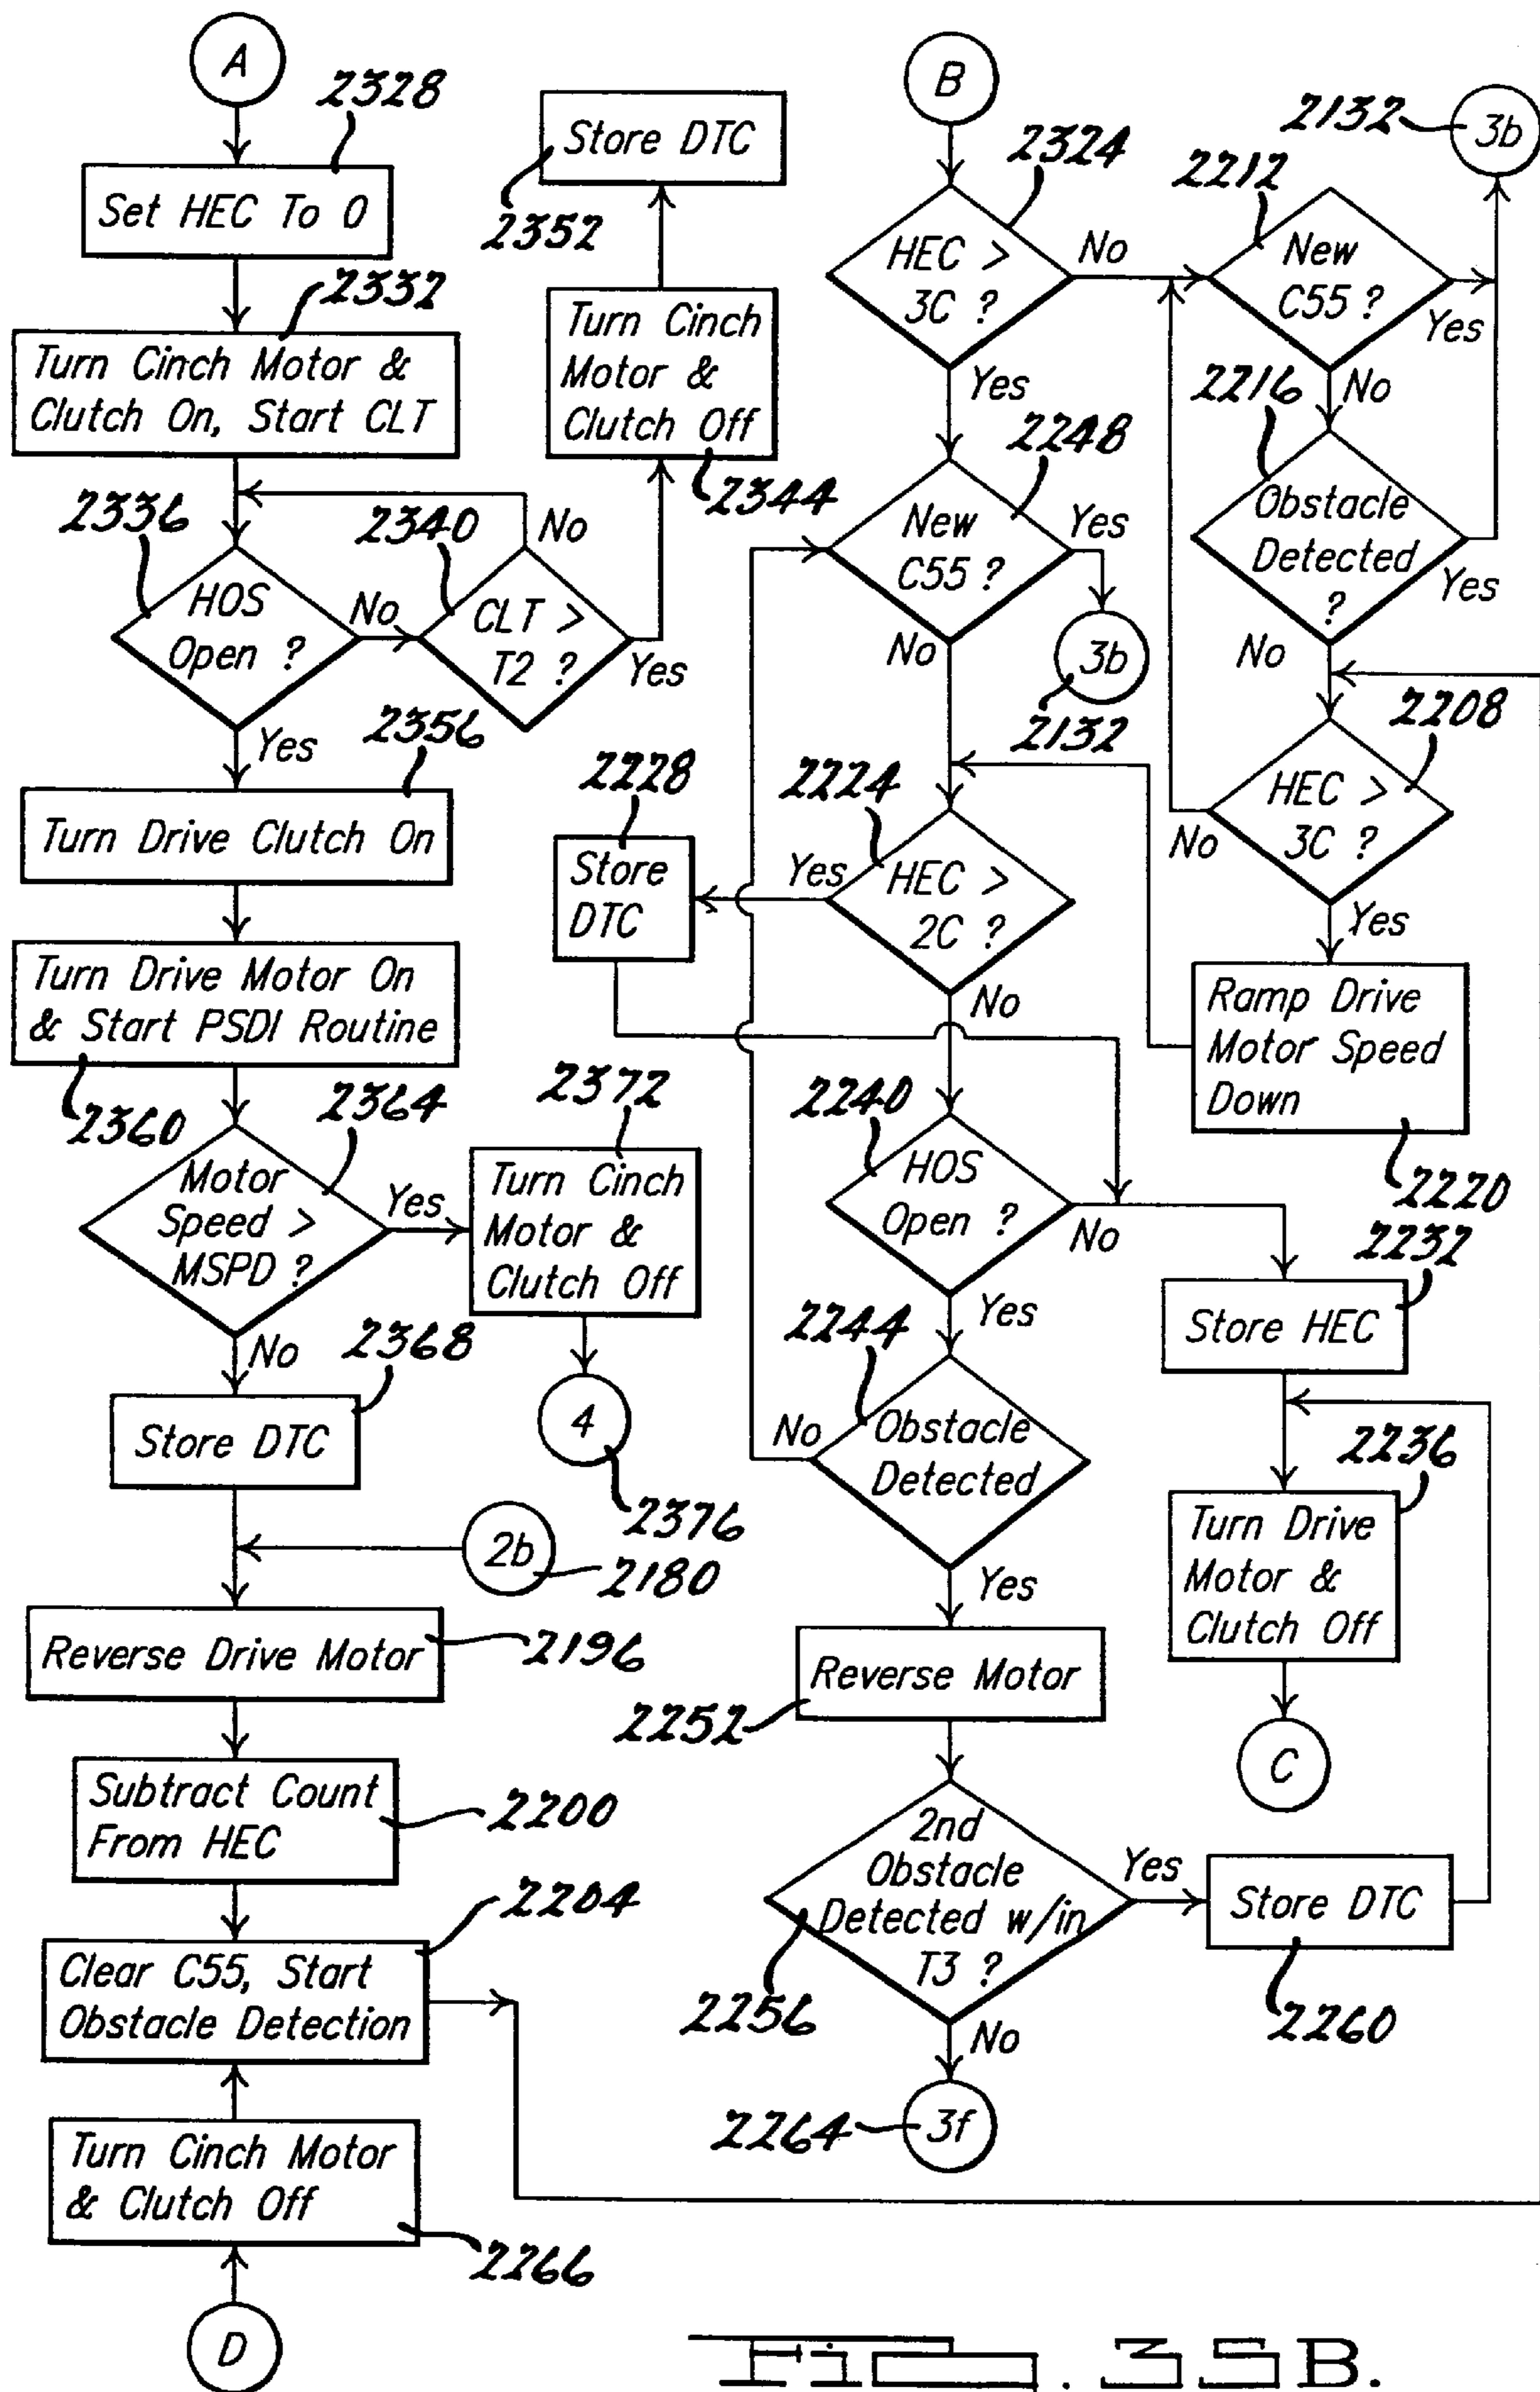 A
2328
Set HEC To 0
2332
Turn Cinch Motor &
Clutch On, Start CLT
2336
HOS
Open ?
No
2340
CLT >
T2 ?
No
Yes
2344
Turn Cinch
Motor &
Clutch Off
Store DTC
2352
Yes
2356
Turn Drive Clutch On
Turn Drive Motor On
& Start PSDI Routine
2360
2364
Motor
Speed >
MSPD ?
Yes
2372
Turn Cinch
Motor &
Clutch Off
4
2376
No
2368
Store DTC
2b
2180
Reverse Drive Motor
2196
Subtract Count
From HEC
2200
2204
Clear C55, Start
Obstacle Detection
Turn Cinch Motor
& Clutch Off
2266
D
B
2324
HEC >
3C ?
No
Yes
2132
3b
2212
New
C55 ?
Yes
No
2216
Obstacle
Detected
?
Yes
No
2208
HEC >
3C ?
No
Yes
Ramp Drive
Motor Speed
Down
2220
2248
New
C55 ?
Yes
3b
2132
No
2224
HEC >
2C ?
Yes
2228
Store
DTC
No
2240
HOS
Open ?
No
Yes
2232
Store HEC
2236
Turn Drive
Motor &
Clutch Off
C
2244
Obstacle
Detected
No
Yes
Reverse Motor
2252
2nd
Obstacle
Detected w/in
T3 ?
2256
Yes
Store DTC
2260
No
3f
2264
FIG. 35B.